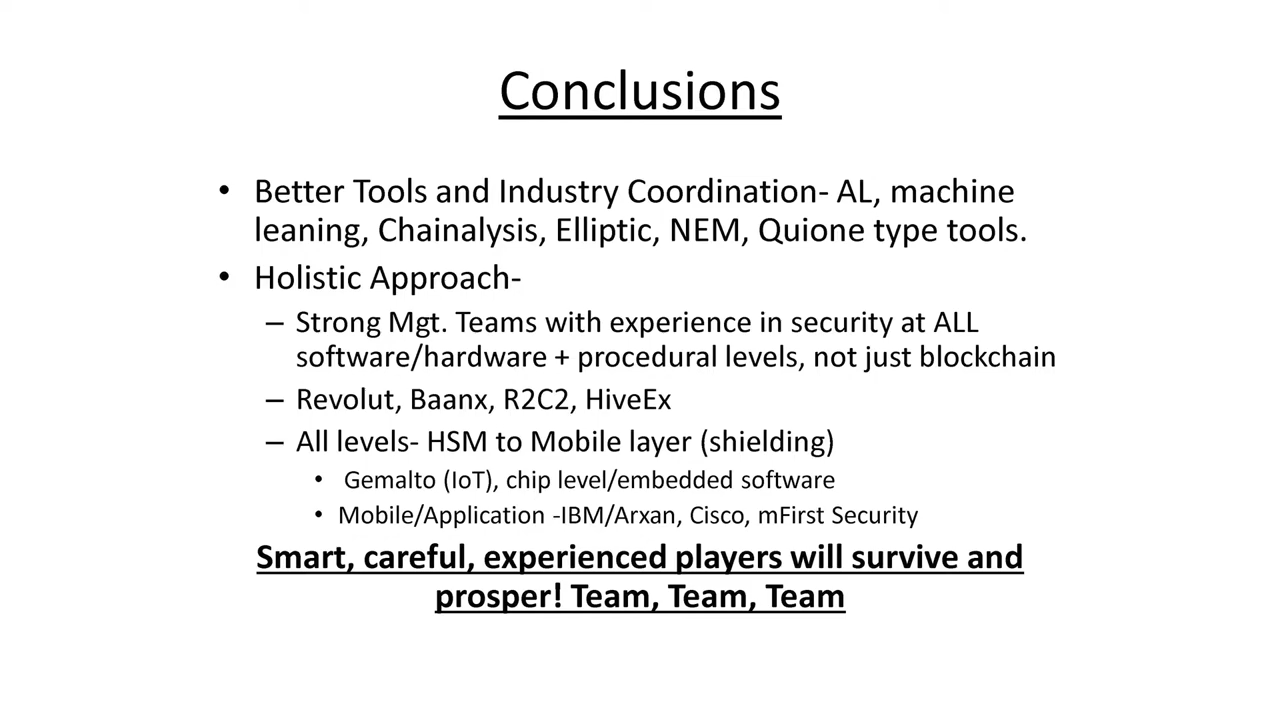 Conclusions
• Better Tools and Industry Coordination- AL, machine
leaning, Chainalysis, Elliptic, NEM, Quione type tools.
• Holistic Approach-
– Strong Mgt. Teams with experience in security at ALL
software/hardware + procedural levels, not just blockchain
– Revolut, Baanx, R2C2, HiveEx
– All levels- HSM to Mobile layer (shielding)
• Gemalto (IoT), chip level/embedded software
• Mobile/Application -IBM/Arxan, Cisco, mFirst Security
Smart, careful, experienced players will survive and
prosper! Team, Team, Team